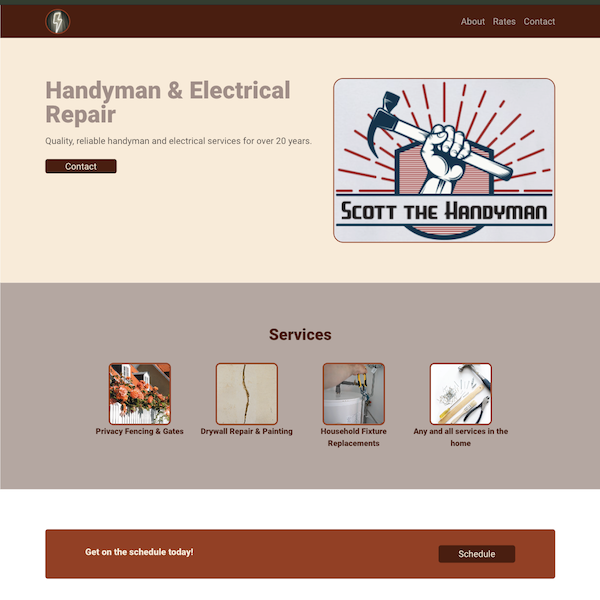 About Rates Contact
Handyman & Electrical
Repair
Quality, reliable handyman and electrical services for over 20 years.
Contact
SCOTT THE HANDYMAN
Services
Privacy Fencing & Gates
Drywall Repair & Painting
Household Fixture
Replacements
Any and all services in the
home
Get on the schedule today!
Schedule